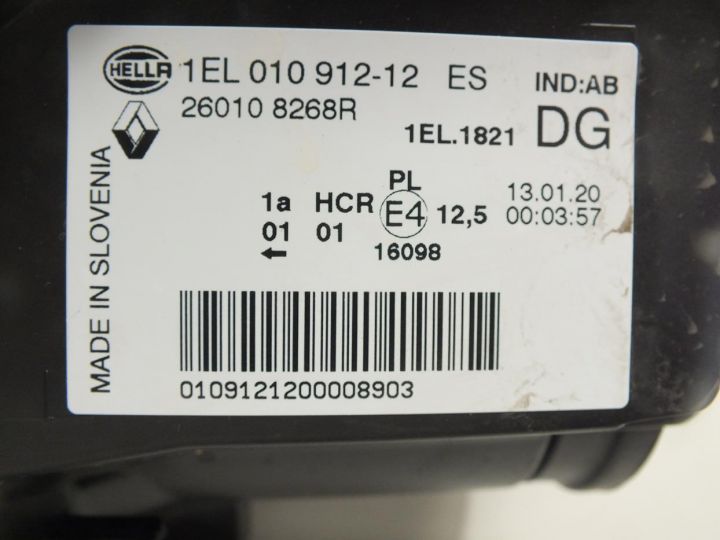 HELLA 1EL 010 912-12 ES IND:AB
26010 8268R
1EL.1821 DG
MADE IN SLOVENIA
PL
1a HCR E4 12,5 13.01.20
01 01 00:03:57
← 16098
0109121200008903